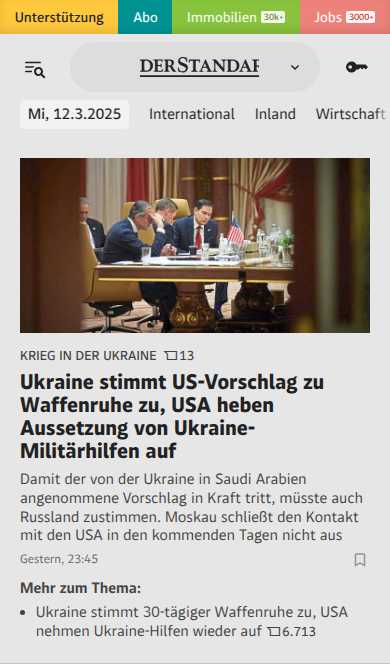 Unterstützung Abo Immobilien 30k+ Jobs 3000+
DERSTANDAR
Mi, 12.3.2025 International Inland Wirtschaft
KRIEG IN DER UKRAINE 13
Ukraine stimmt US-Vorschlag zu
Waffenruhe zu, USA heben
Aussetzung von Ukraine-
Militärhilfen auf
Damit der von der Ukraine in Saudi Arabien
angenommene Vorschlag in Kraft tritt, müsste auch
Russland zustimmen. Moskau schließt den Kontakt
mit den USA in den kommenden Tagen nicht aus
Gestern, 23:45
Mehr zum Thema:
• Ukraine stimmt 30-tägiger Waffenruhe zu, USA
nehmen Ukraine-Hilfen wieder auf 6.713